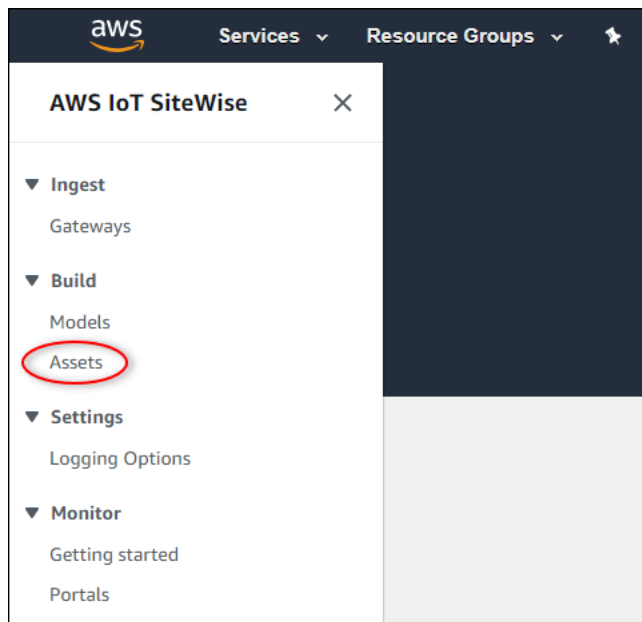 aws Services Resource Groups
AWS IoT SiteWise
Ingest
Gateways
Build
Models
Assets
Settings
Logging Options
Monitor
Getting started
Portals